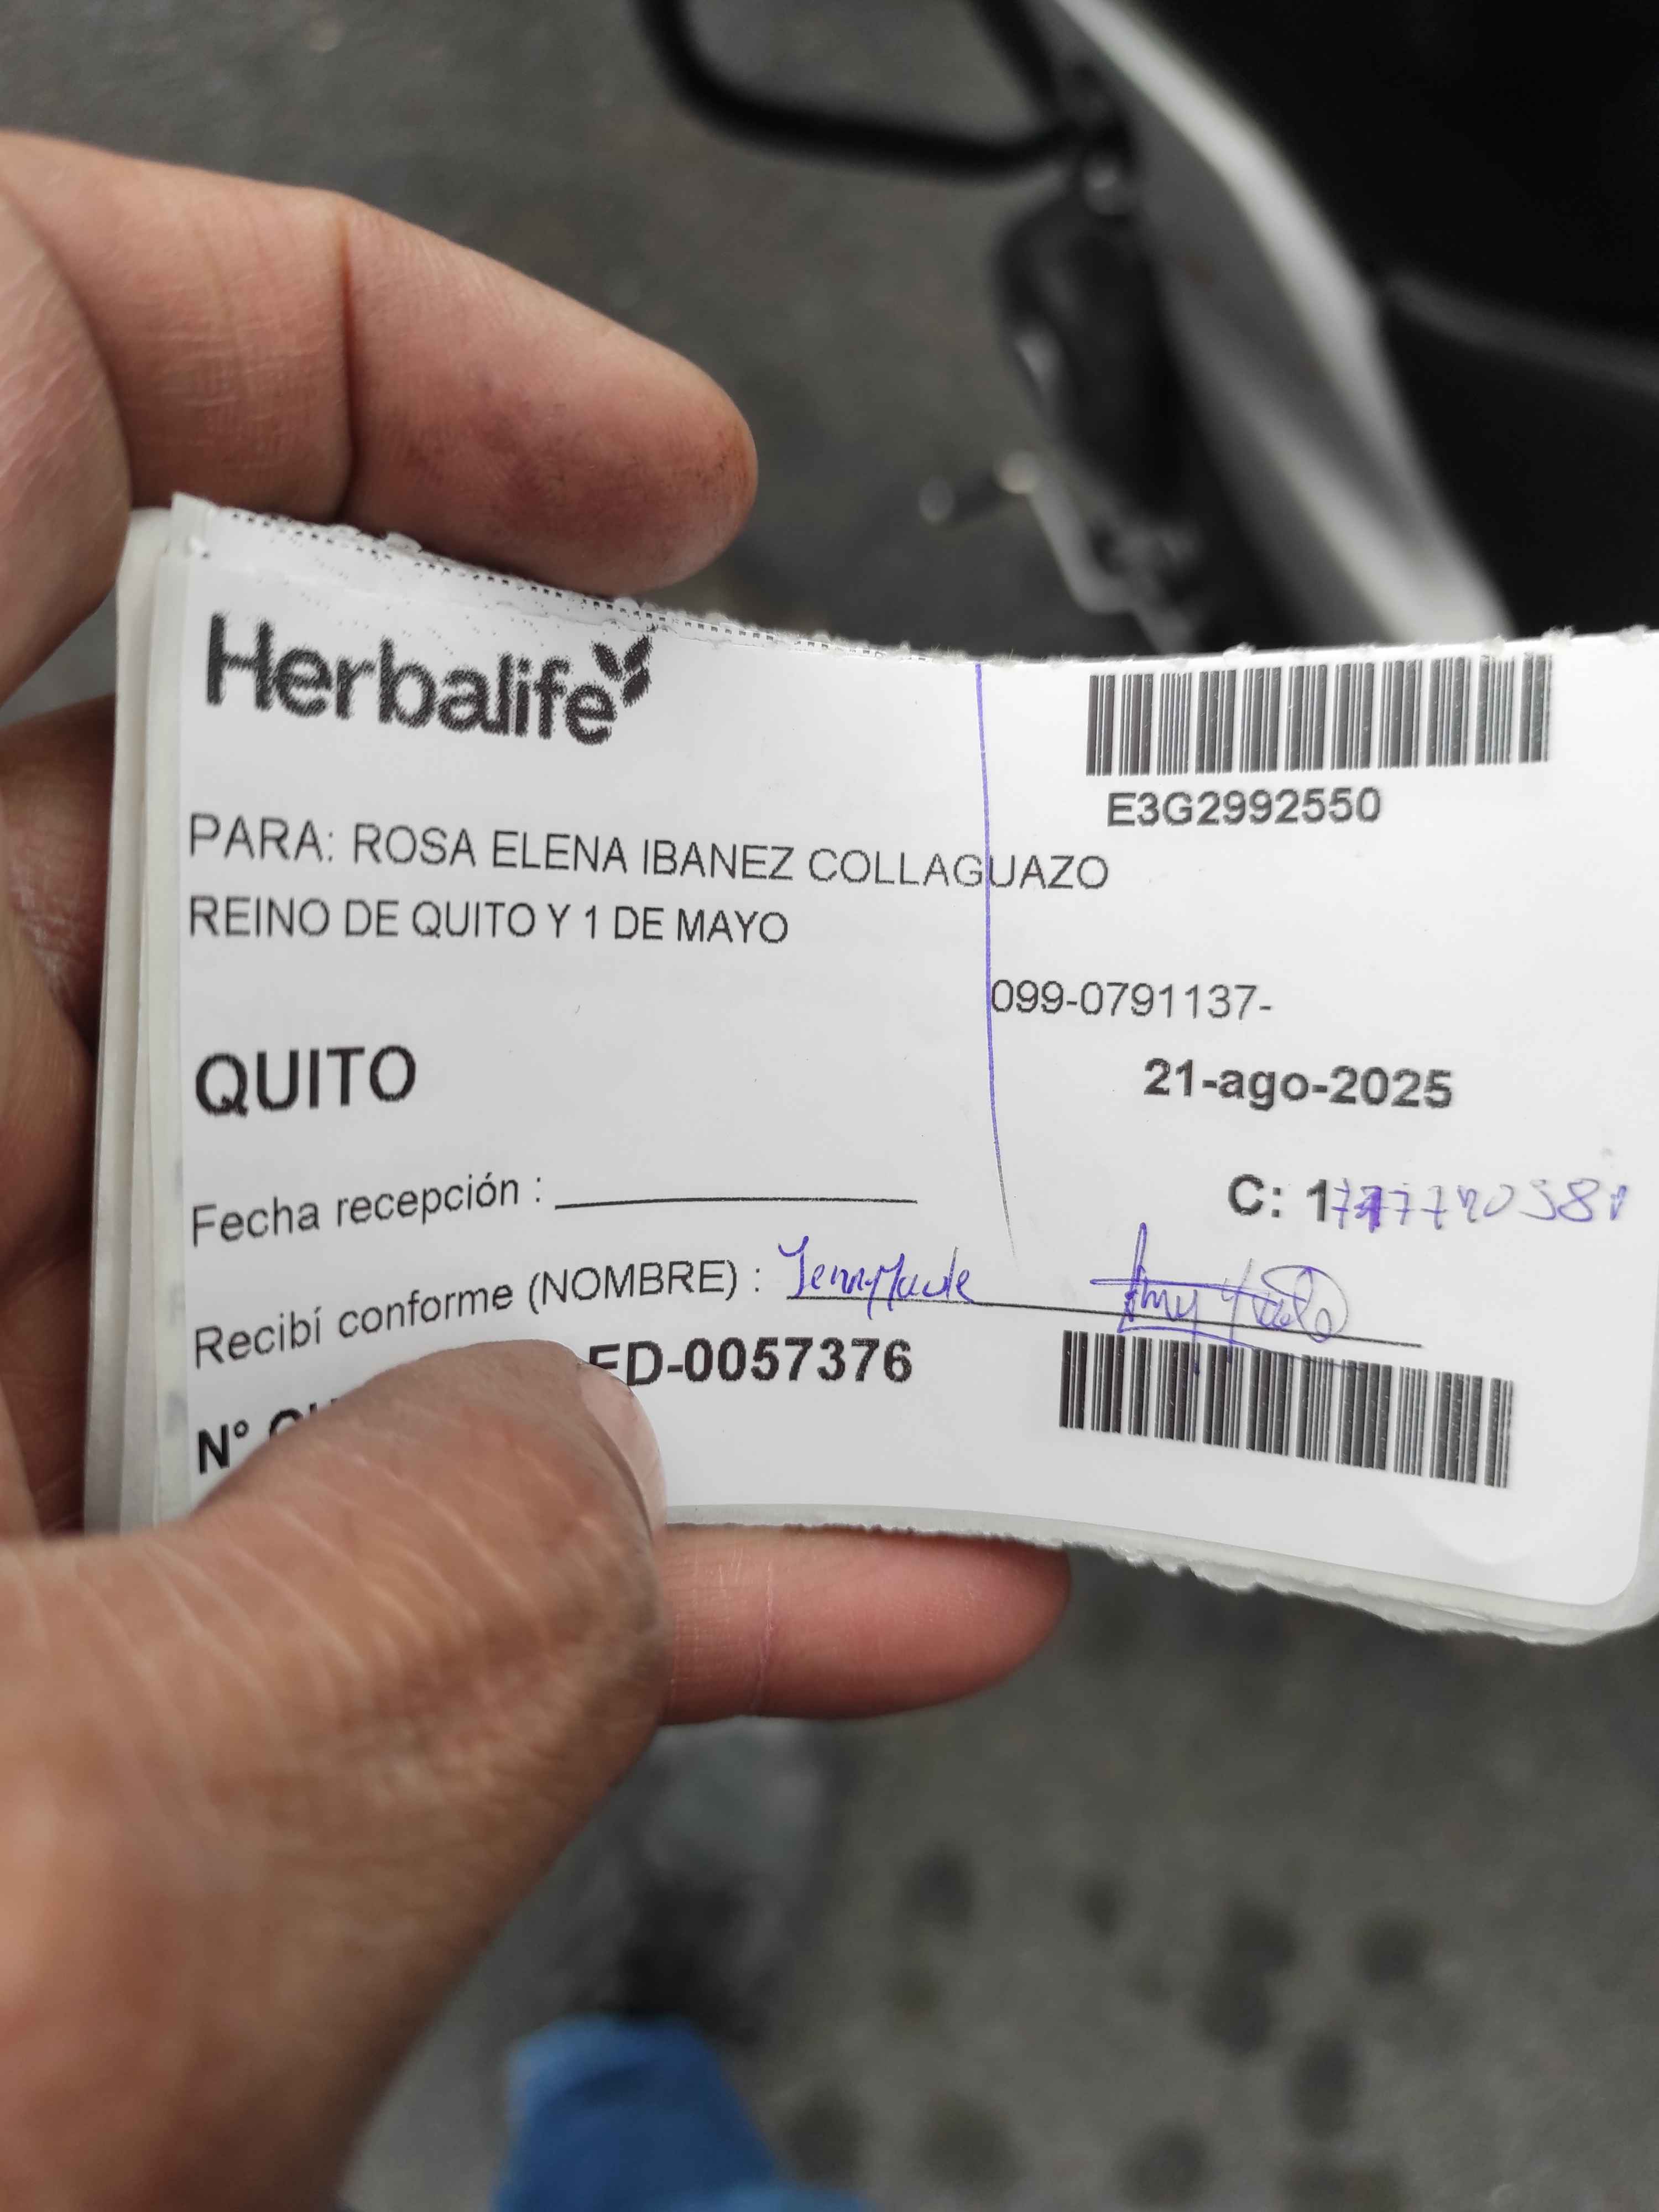 Herbalife
E3G2992550
PARA: ROSA ELENA IBANEZ COLLAGUAZO
REINO DE QUITO Y 1 DE MAYO
099-0791137-
QUITO
21-ago-2025
Fecha recepción :
C: 1
Recibí conforme (NOMBRE) :
N° ED-0057376